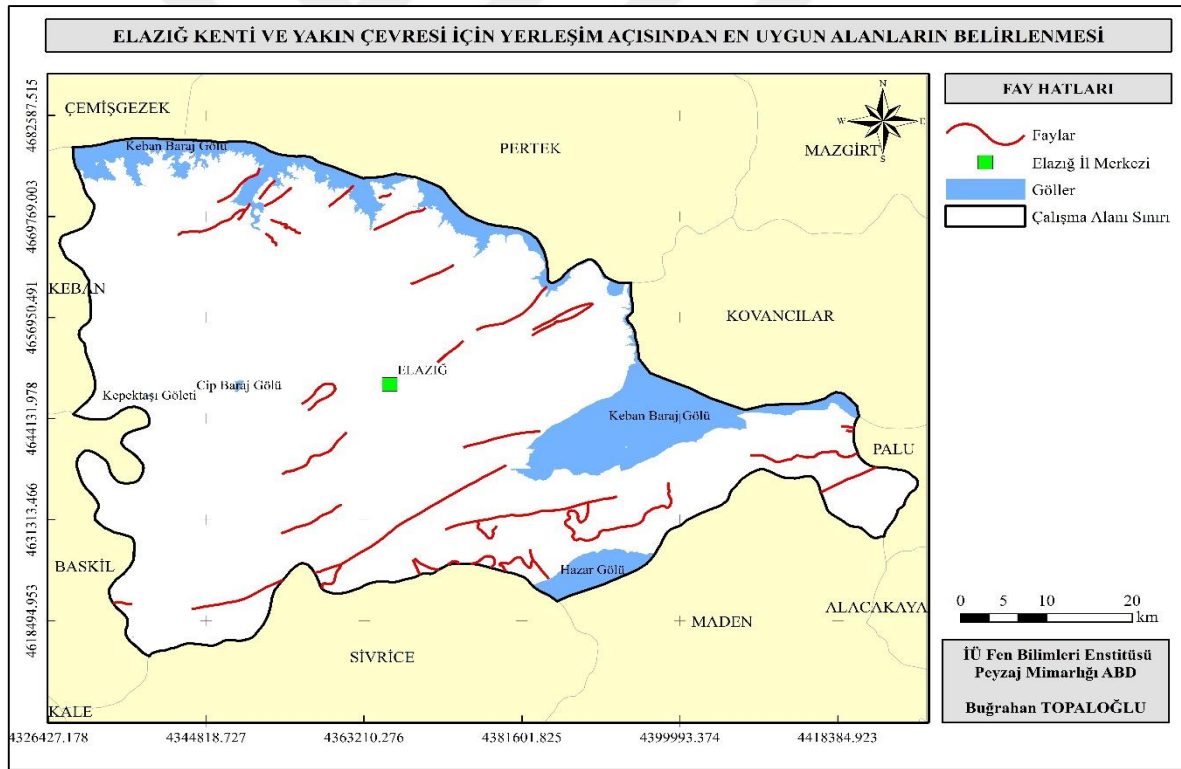 ELAZIĞ KENTİ VE YAKIN ÇEVRESİ İÇİN YERLEŞİM AÇISINDAN EN UYGUN ALANLARIN BELİRLENMESİ
4682587.515
4669769.003
4656950.491
4644131.978
4631313.466
4618494.953
ÇEMİŞGEZEK
PERTEK
MAZGİRT
Keban Baraj Gölü
KEBAN
KOVANCILAR
ELAZIĞ
Cip Baraj Gölü
Kepektaşı Göleti
Keban Baraj Gölü
PALU
BASKİL
Hazar Gölü
ALACAKAYA
MADEN
SİVRİCE
KALE
4326427.178
4344818.727
4363210.276
4381601.825
4399993.374
4418384.923
N
W
E
S
FAY HATLARI
Faylar
Elazığ İl Merkezi
Göller
Çalışma Alanı Sınırı
0 5 10 20
km
İÜ Fen Bilimleri Enstitüsü
Peyzaj Mimarlığı ABD
Buğrahan TOPALOĞLU